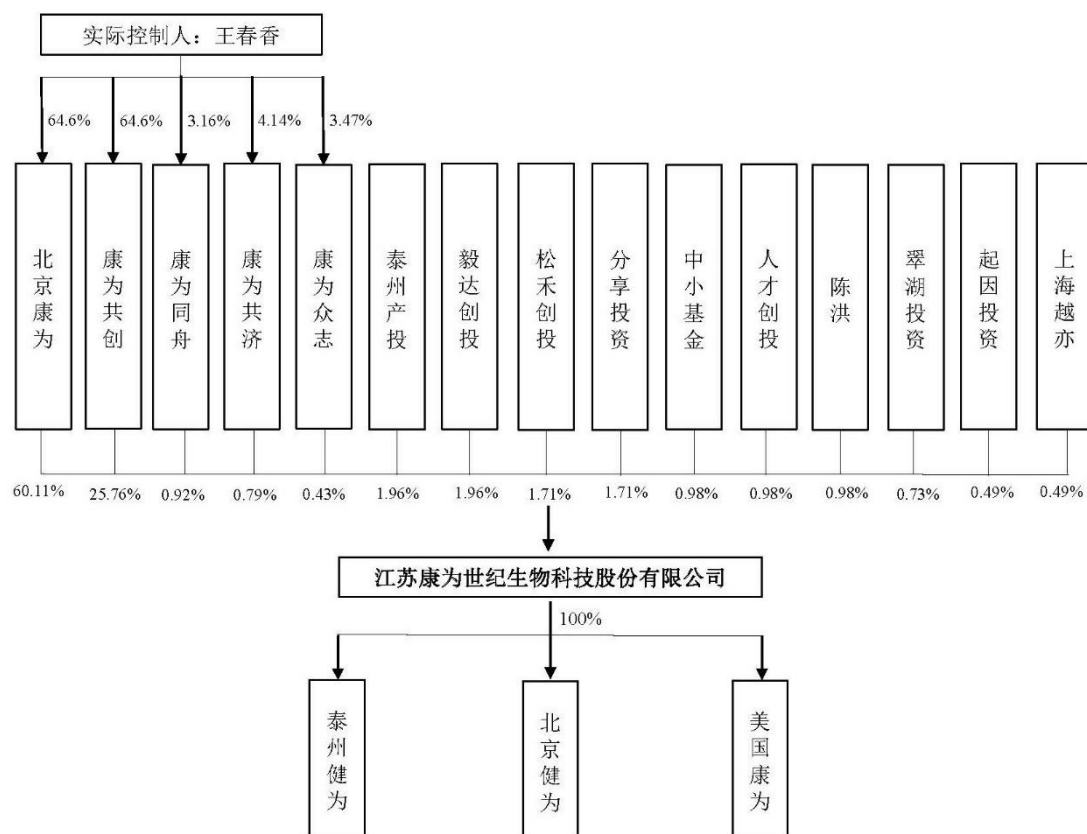 实际控制人：王春香
64.6%
64.6%
3.16%
4.14%
3.47%
北京康为
康为共创
康为同舟
康为共济
康为众志
泰州产投
毅达创投
松禾创投
分享投资
中小基金
人才创投
陈洪
翠湖投资
起因投资
上海越亦
60.11%
25.76%
0.92%
0.79%
0.43%
1.96%
1.96%
1.71%
1.71%
0.98%
0.98%
0.98%
0.73%
0.49%
0.49%
江苏康为世纪生物科技股份有限公司
100%
泰州健为
北京健为
美国康为